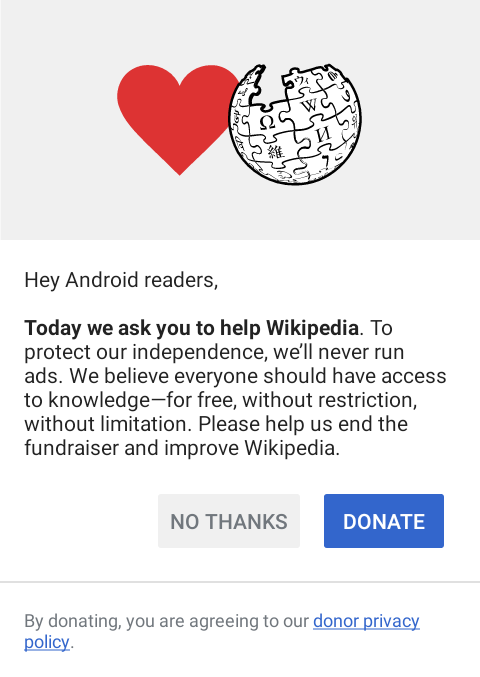 Ω
W
И
維
Hey Android readers,
Today we ask you to help Wikipedia. To
protect our independence, we’ll never run
ads. We believe everyone should have access
to knowledge—for free, without restriction,
without limitation. Please help us end the
fundraiser and improve Wikipedia.
NO THANKS
DONATE
By donating, you are agreeing to our donor privacy
policy.